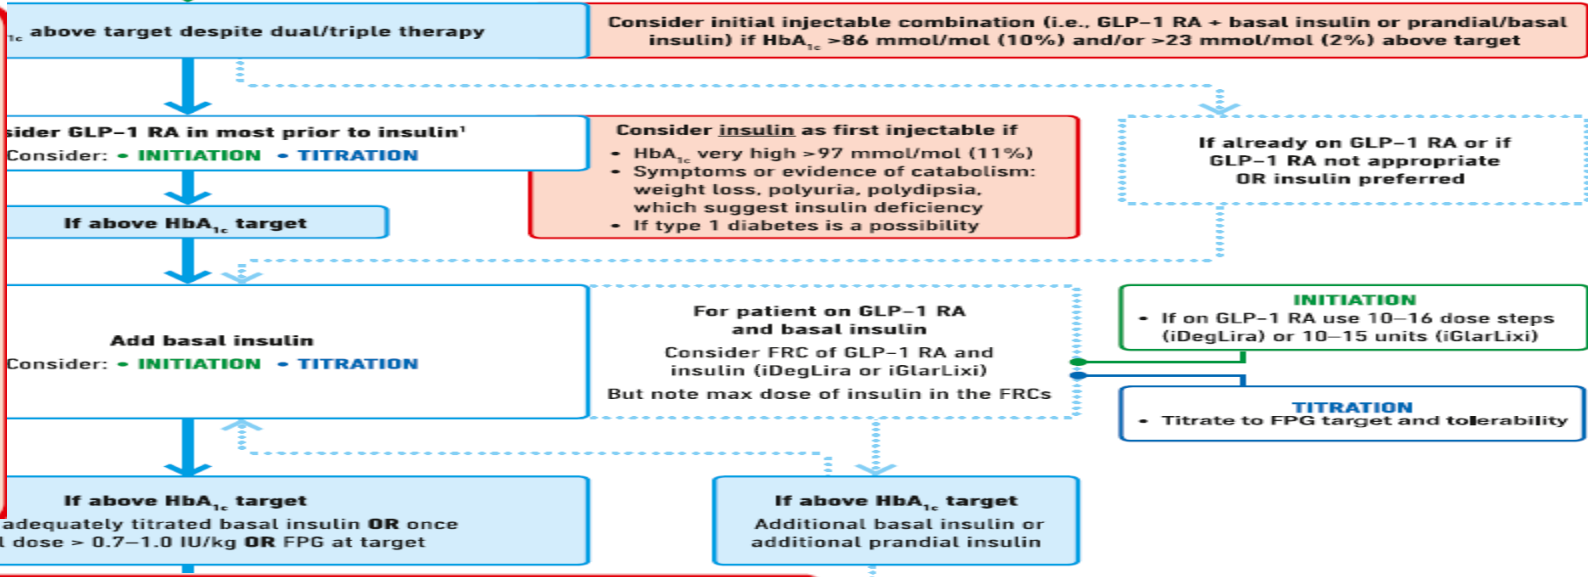 1c above target despite dual/triple therapy
Consider initial injectable combination (i.e., GLP-1 RA + basal insulin or prandial/basal
insulin) if HbA1c >86 mmol/mol (10%) and/or >23 mmol/mol (2%) above target
sider GLP-1 RA in most prior to insulin¹
Consider: • INITIATION • TITRATION
Consider insulin as first injectable if
• HbA1c very high >97 mmol/mol (11%)
• Symptoms or evidence of catabolism:
weight loss, polyuria, polydipsia,
which suggest insulin deficiency
• If type 1 diabetes is a possibility
If already on GLP-1 RA or if
GLP-1 RA not appropriate
OR insulin preferred
If above HbA1c target
Add basal insulin
Consider: • INITIATION • TITRATION
For patient on GLP-1 RA
and basal insulin
Consider FRC of GLP-1 RA and
insulin (iDegLira or iGlarLixi)
But note max dose of insulin in the FRCs
INITIATION
• If on GLP-1 RA use 10–16 dose steps
(iDegLira) or 10–15 units (iGlarLixi)
TITRATION
• Titrate to FPG target and tolerability
If above HbA1c target
adequately titrated basal insulin OR once
l dose > 0.7–1.0 IU/kg OR FPG at target
If above HbA1c target
Additional basal insulin or
additional prandial insulin